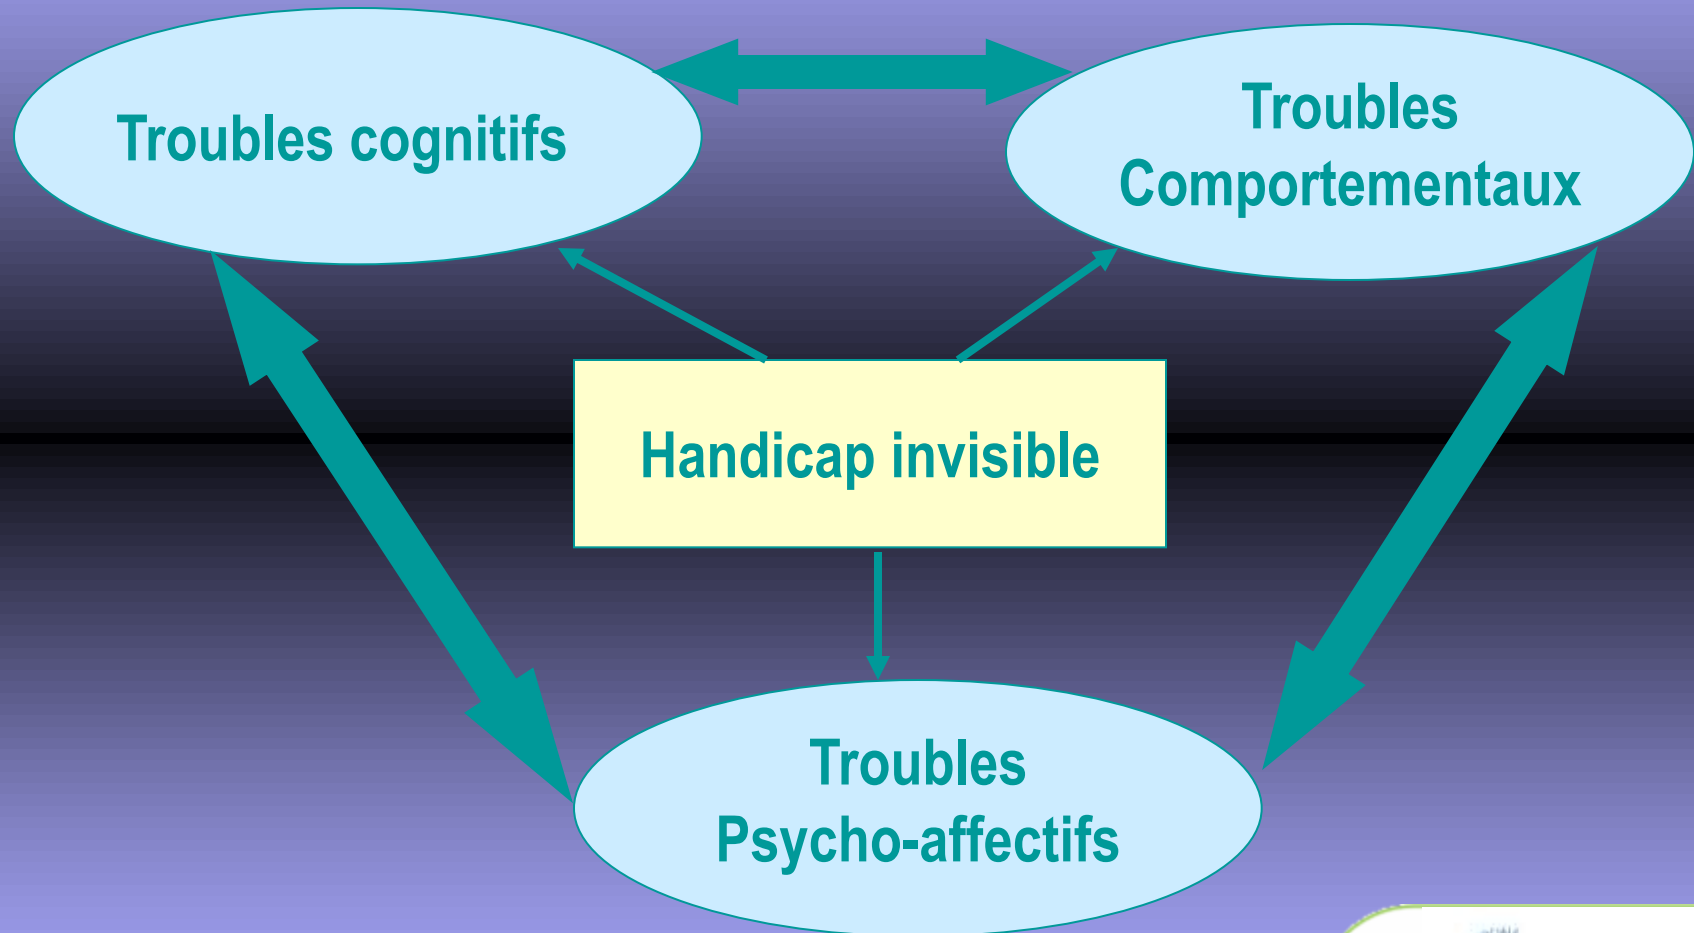 Troubles cognitifs
Troubles
Comportementaux
Handicap invisible
Troubles
Psycho-affectifs